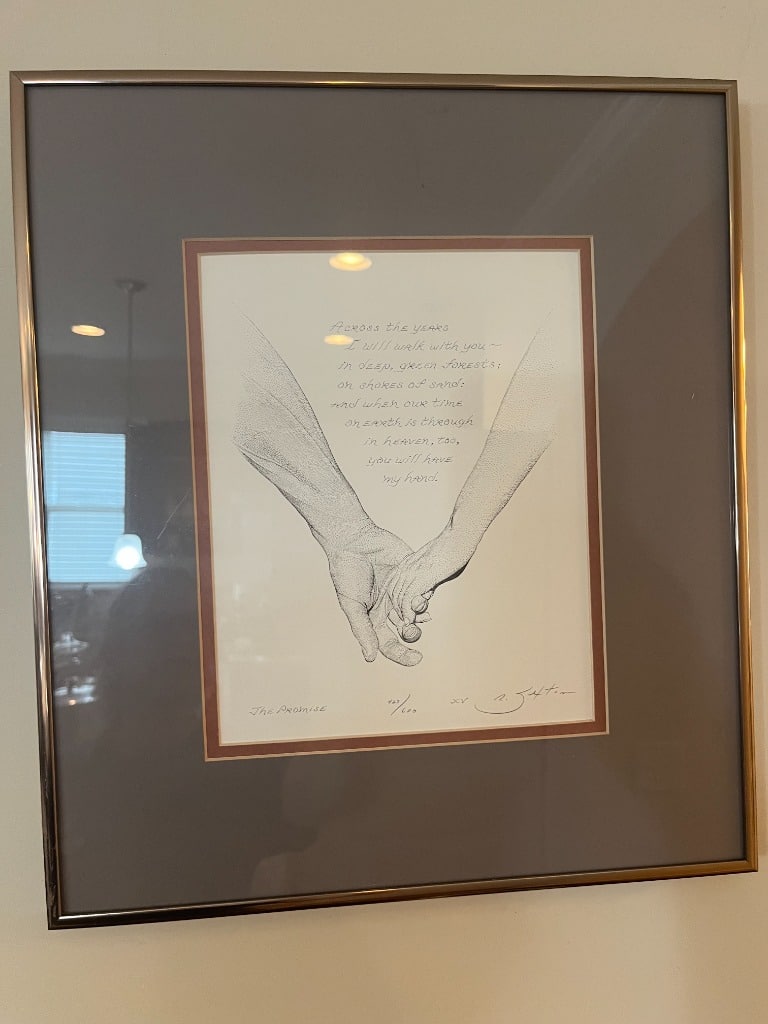 Across the years
I will walk with you ~
in deep, green forests;
on shores of sand:
and when our time
on earth is through
in heaven, too,
you will have
my hand.
The Promise /600 XV